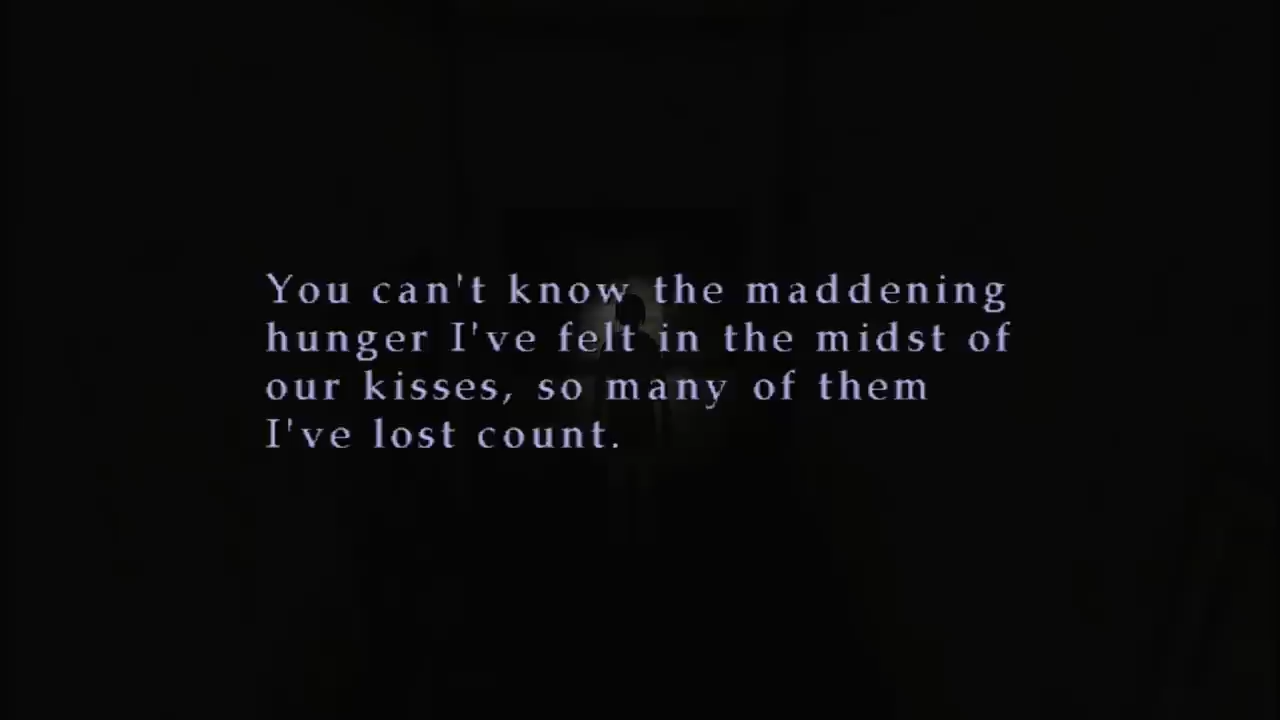 You can't know the maddening
hunger I've felt in the midst of
our kisses, so many of them
I've lost count.